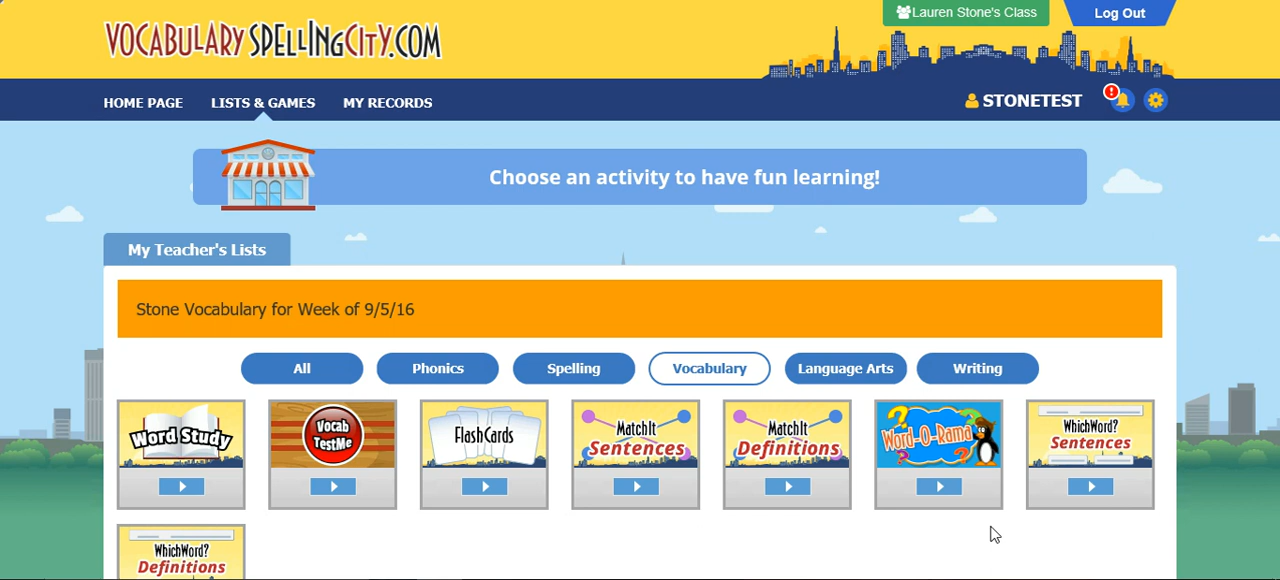 Lauren Stone's Class
Log Out
VOCABULARYSPELLINGCITY.COM
HOME PAGE
LISTS & GAMES
MY RECORDS
STONETEST
!
Choose an activity to have fun learning!
My Teacher's Lists
Stone Vocabulary for Week of 9/5/16
All
Phonics
Spelling
Vocabulary
Language Arts
Writing
Word Study
Vocab
TestMe
FlashCards
MatchIt
Sentences
MatchIt
Definitions
Word-O-Rama
WhichWord?
Sentences
WhichWord?
Definitions